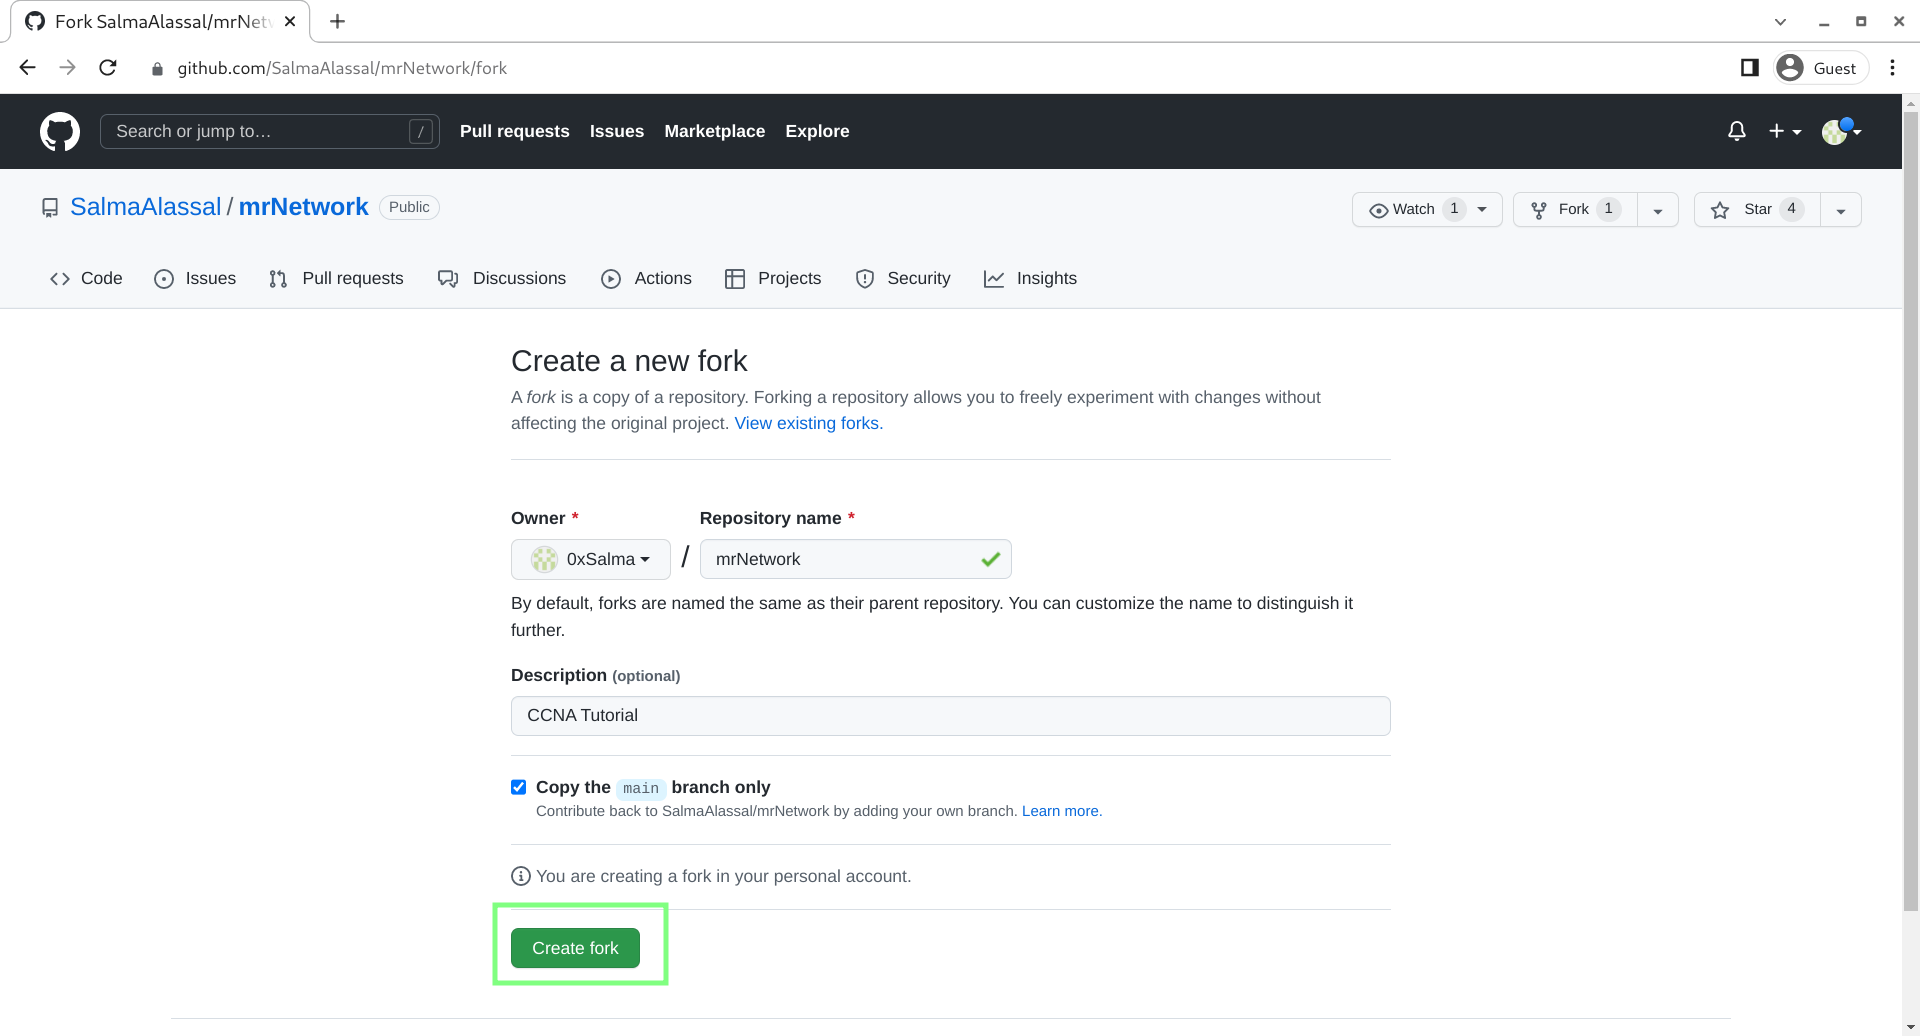 Fork SalmaAlassal/mrNetw
github.com/SalmaAlassal/mrNetwork/fork
Guest
Search or jump to…
/
Pull requests
Issues
Marketplace
Explore
SalmaAlassal / mrNetwork
Public
Watch 1
Fork 1
Star 4
Code
Issues
Pull requests
Discussions
Actions
Projects
Security
Insights
Create a new fork
A fork is a copy of a repository. Forking a repository allows you to freely experiment with changes without
affecting the original project. View existing forks.
Owner *
Repository name *
0xSalma
/
mrNetwork
By default, forks are named the same as their parent repository. You can customize the name to distinguish it
further.
Description (optional)
CCNA Tutorial
Copy the main branch only
Contribute back to SalmaAlassal/mrNetwork by adding your own branch. Learn more.
You are creating a fork in your personal account.
Create fork